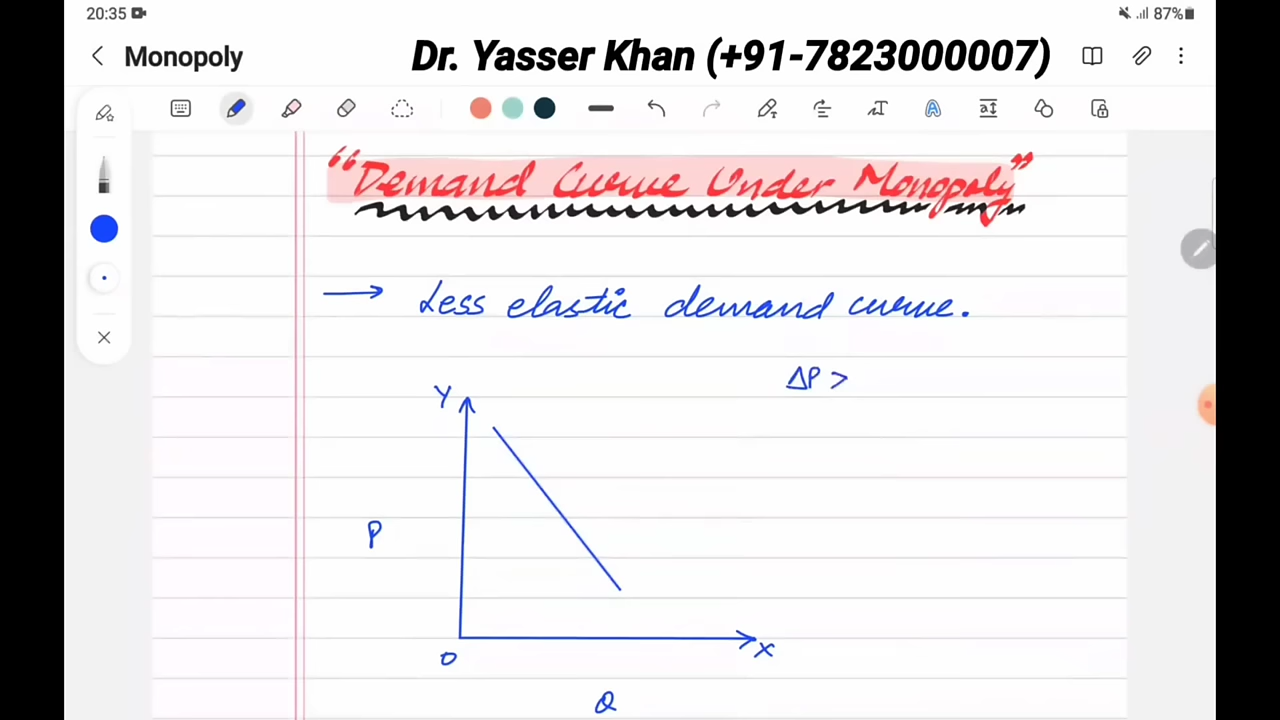 20:35
87%
Monopoly
Dr. Yasser Khan (+91-7823000007)
"Demand Curve Under Monopoly"
→ Less elastic demand curve.
ΔP >
Y
P
O
X
Q